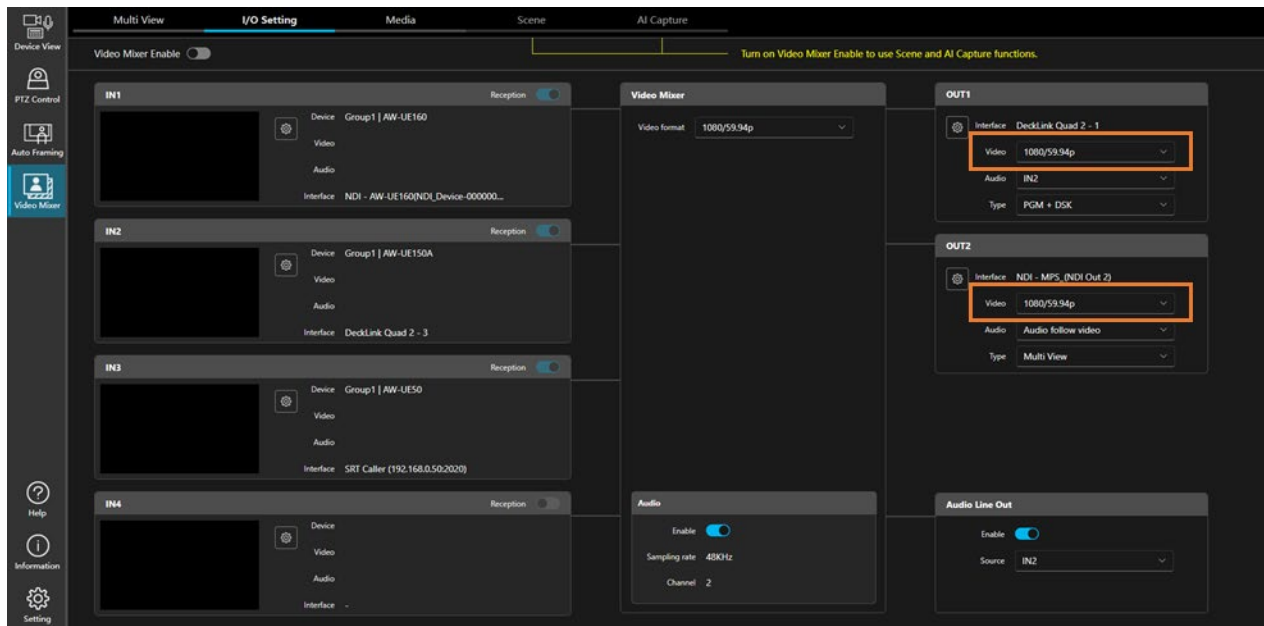 Multi View
I/O Setting
Media
Scene
AI Capture
Device View
Video Mixer Enable
Turn on Video Mixer Enable to use Scene and AI Capture functions.
PTZ Control
Auto Framing
Video Mixer
IN1
Reception
Device Group1 | AW-UE160
Video
Audio
Interface NDI - AW-UE160(NDI_Device-000000...
IN2
Reception
Device Group1 | AW-UE150A
Video
Audio
Interface DeckLink Quad 2 - 3
IN3
Reception
Device Group1 | AW-UE50
Video
Audio
Interface SRT Caller (192.168.0.50:2020)
IN4
Reception
Device
Video
Audio
Interface -
Video Mixer
Video format 1080/59.94p
Audio
Enable
Sampling rate 48KHz
Channel 2
OUT1
Interface DeckLink Quad 2 - 1
Video 1080/59.94p
Audio IN2
Type PGM + DSK
OUT2
Interface NDI - MPS_(NDI Out 2)
Video 1080/59.94p
Audio Audio follow video
Type Multi View
Audio Line Out
Enable
Source IN2
Help
Information
Setting